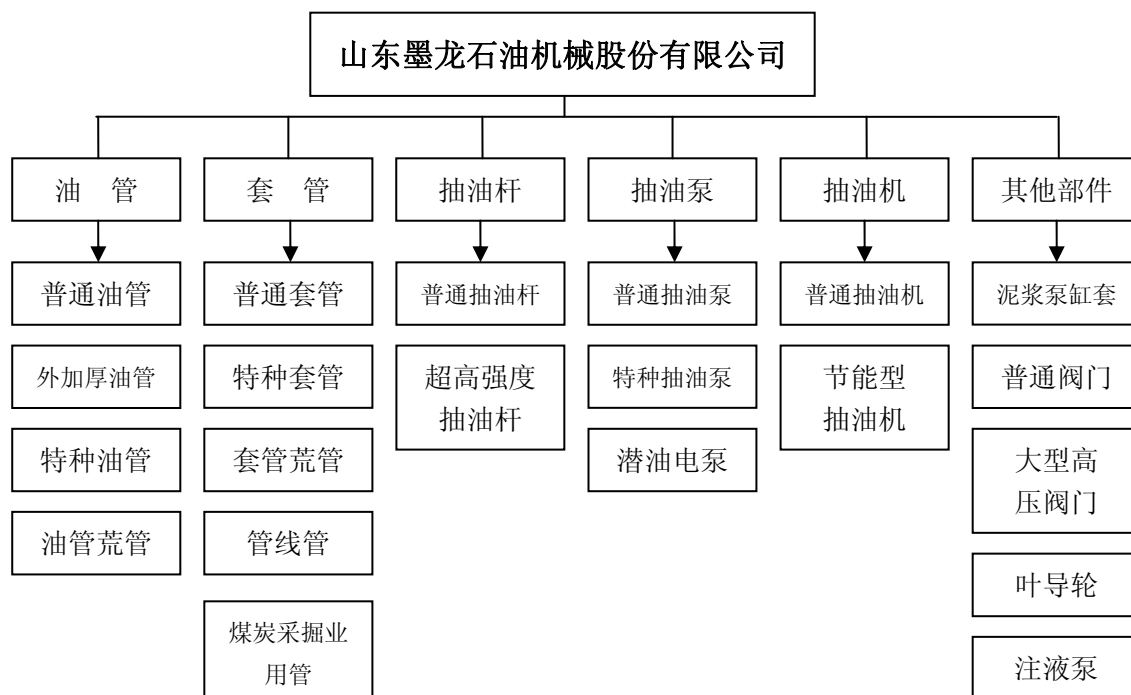 山东墨龙石油机械股份有限公司
油 管
套 管
抽油杆
抽油泵
抽油机
其他部件
普通油管
普通套管
普通抽油杆
普通抽油泵
普通抽油机
泥浆泵缸套
外加厚油管
特种套管
超高强度
抽油杆
特种抽油泵
节能型
抽油机
普通阀门
特种油管
套管荒管
潜油电泵
大型高
压阀门
油管荒管
管线管
叶导轮
煤炭采掘业
用管
注液泵